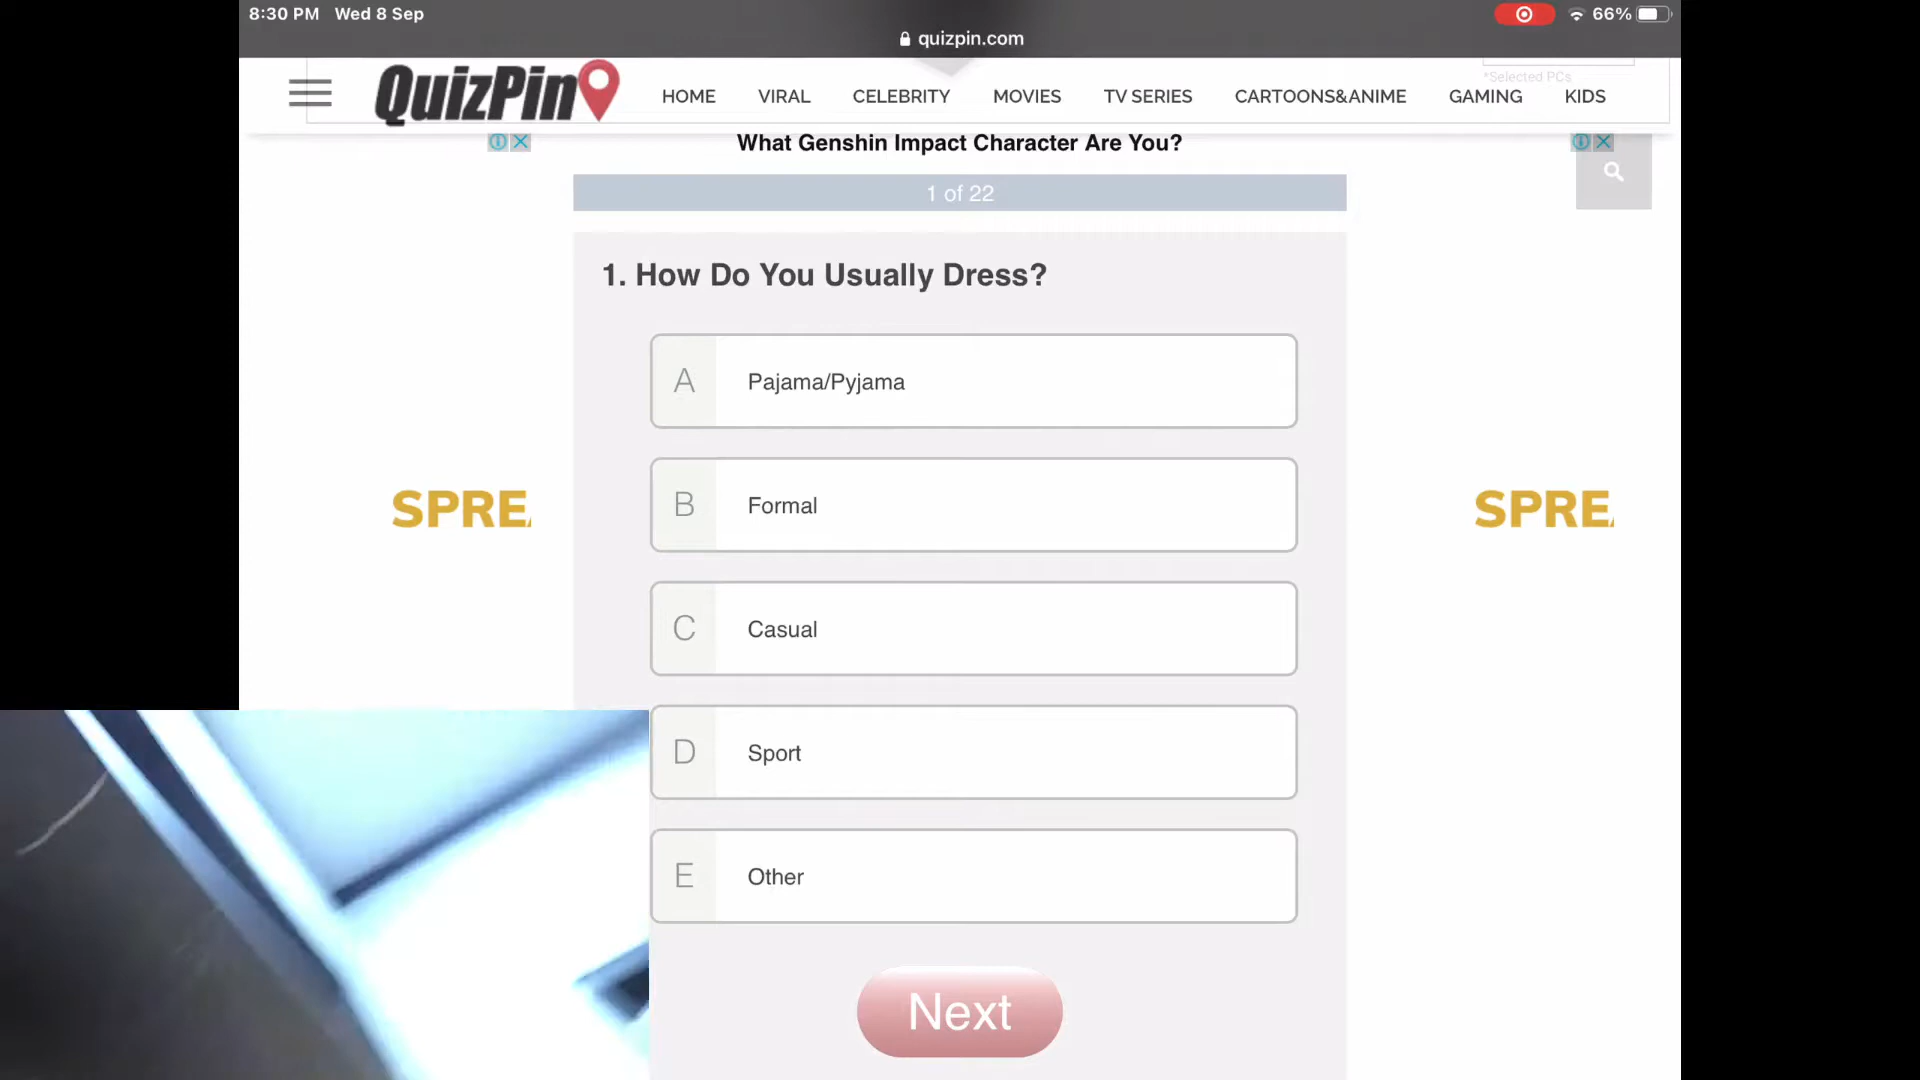 8:30 PM Wed 8 Sep
66%
quizpin.com
*Selected PCs
QuizPin
HOME VIRAL CELEBRITY MOVIES TV SERIES CARTOONS&ANIME GAMING KIDS
What Genshin Impact Character Are You?
1 of 22
1. How Do You Usually Dress?
A Pajama/Pyjama
B Formal
SPRE
SPRE
C Casual
D Sport
E Other
Next